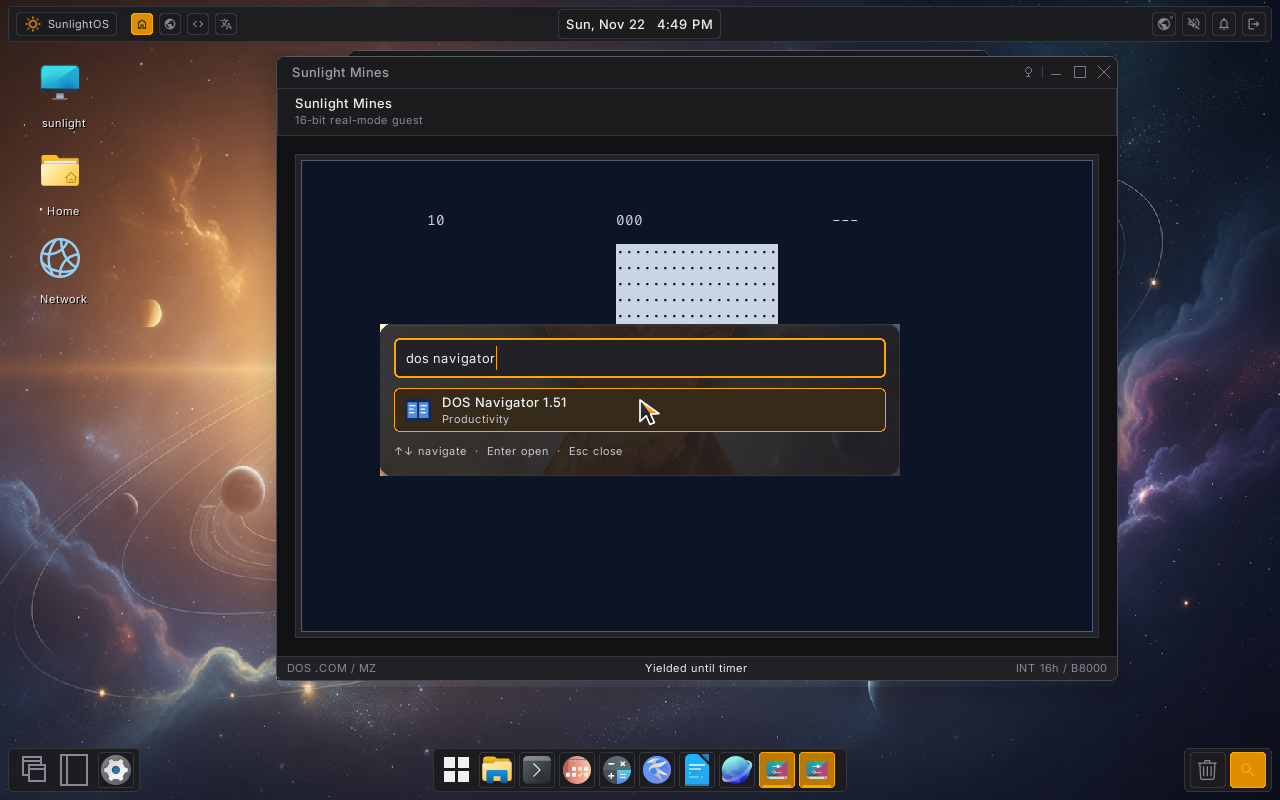 SunlightOS
Sun, Nov 22 4:49 PM
sunlight
Home
Network
Sunlight Mines
Sunlight Mines
16-bit real-mode guest
10 000 ---
dos navigator
DOS Navigator 1.51
Productivity
↑↓ navigate · Enter open · Esc close
DOS .COM / MZ
Yielded until timer
INT 16h / B8000